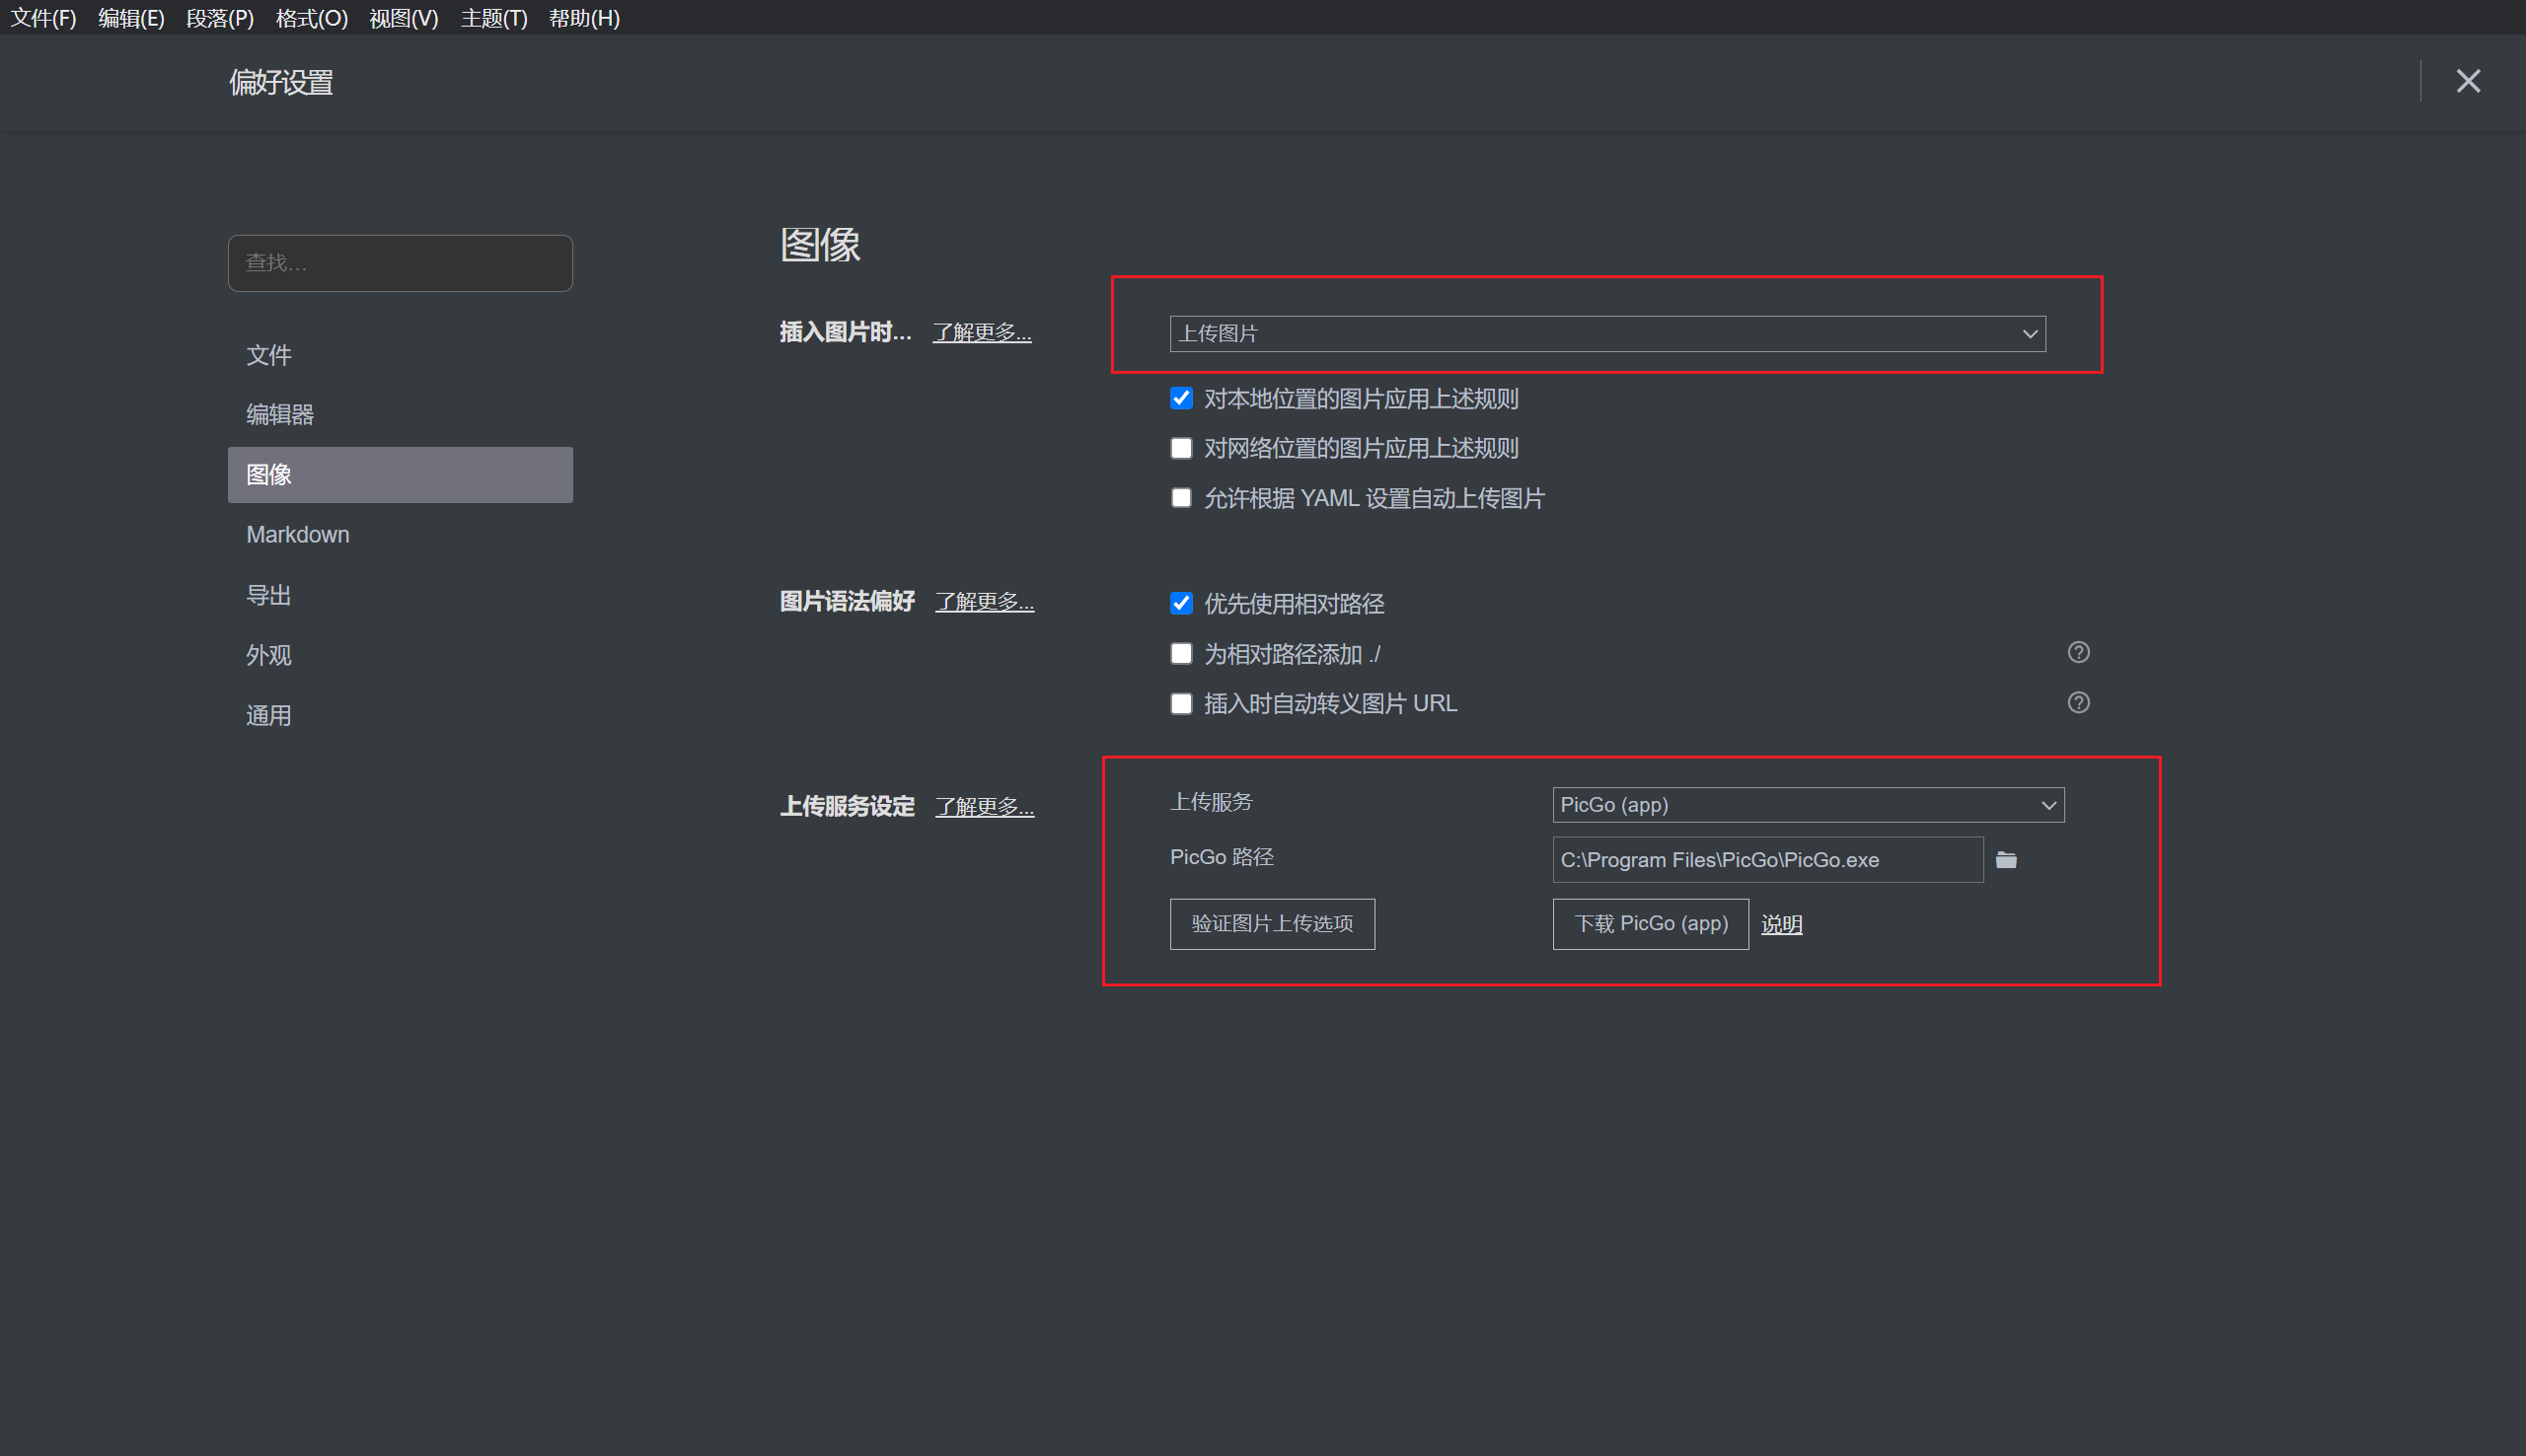 文件(F) 编辑(E) 段落(P) 格式(O) 视图(V) 主题(T) 帮助(H)
偏好设置
查找…
文件
编辑器
图像
Markdown
导出
外观
通用
图像
插入图片时... 了解更多...
上传图片
对本地位置的图片应用上述规则
对网络位置的图片应用上述规则
允许根据 YAML 设置自动上传图片
图片语法偏好 了解更多...
优先使用相对路径
为相对路径添加 ./
插入时自动转义图片 URL
上传服务设定 了解更多...
上传服务 PicGo (app)
PicGo 路径 C:\Program Files\PicGo\PicGo.exe
验证图片上传选项 下载 PicGo (app) 说明